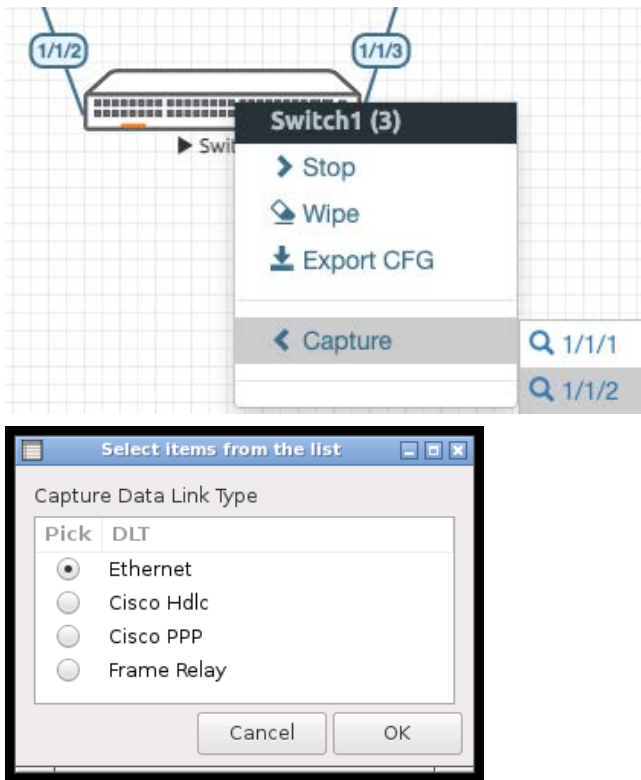 1/1/2
1/1/3
Switch1 (3)
Swit
Stop
Wipe
Export CFG
Capture
1/1/1
1/1/2
Select items from the list
Capture Data Link Type
Pick DLT
Ethernet
Cisco Hdlc
Cisco PPP
Frame Relay
Cancel OK